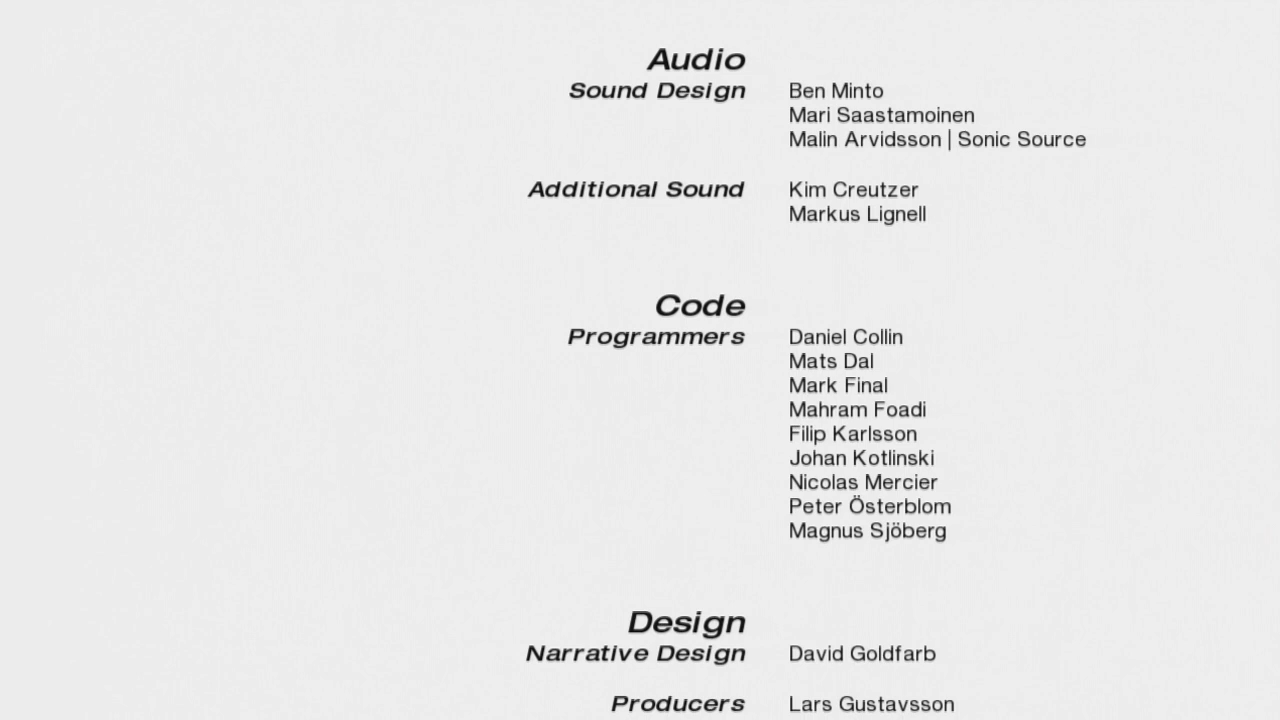 Audio
Sound Design Ben Minto
Mari Saastamoinen
Malin Arvidsson | Sonic Source
Additional Sound Kim Creutzer
Markus Lignell
Code
Programmers Daniel Collin
Mats Dal
Mark Final
Mahram Foadi
Filip Karlsson
Johan Kotlinski
Nicolas Mercier
Peter Österblom
Magnus Sjöberg
Design
Narrative Design David Goldfarb
Producers Lars Gustavsson